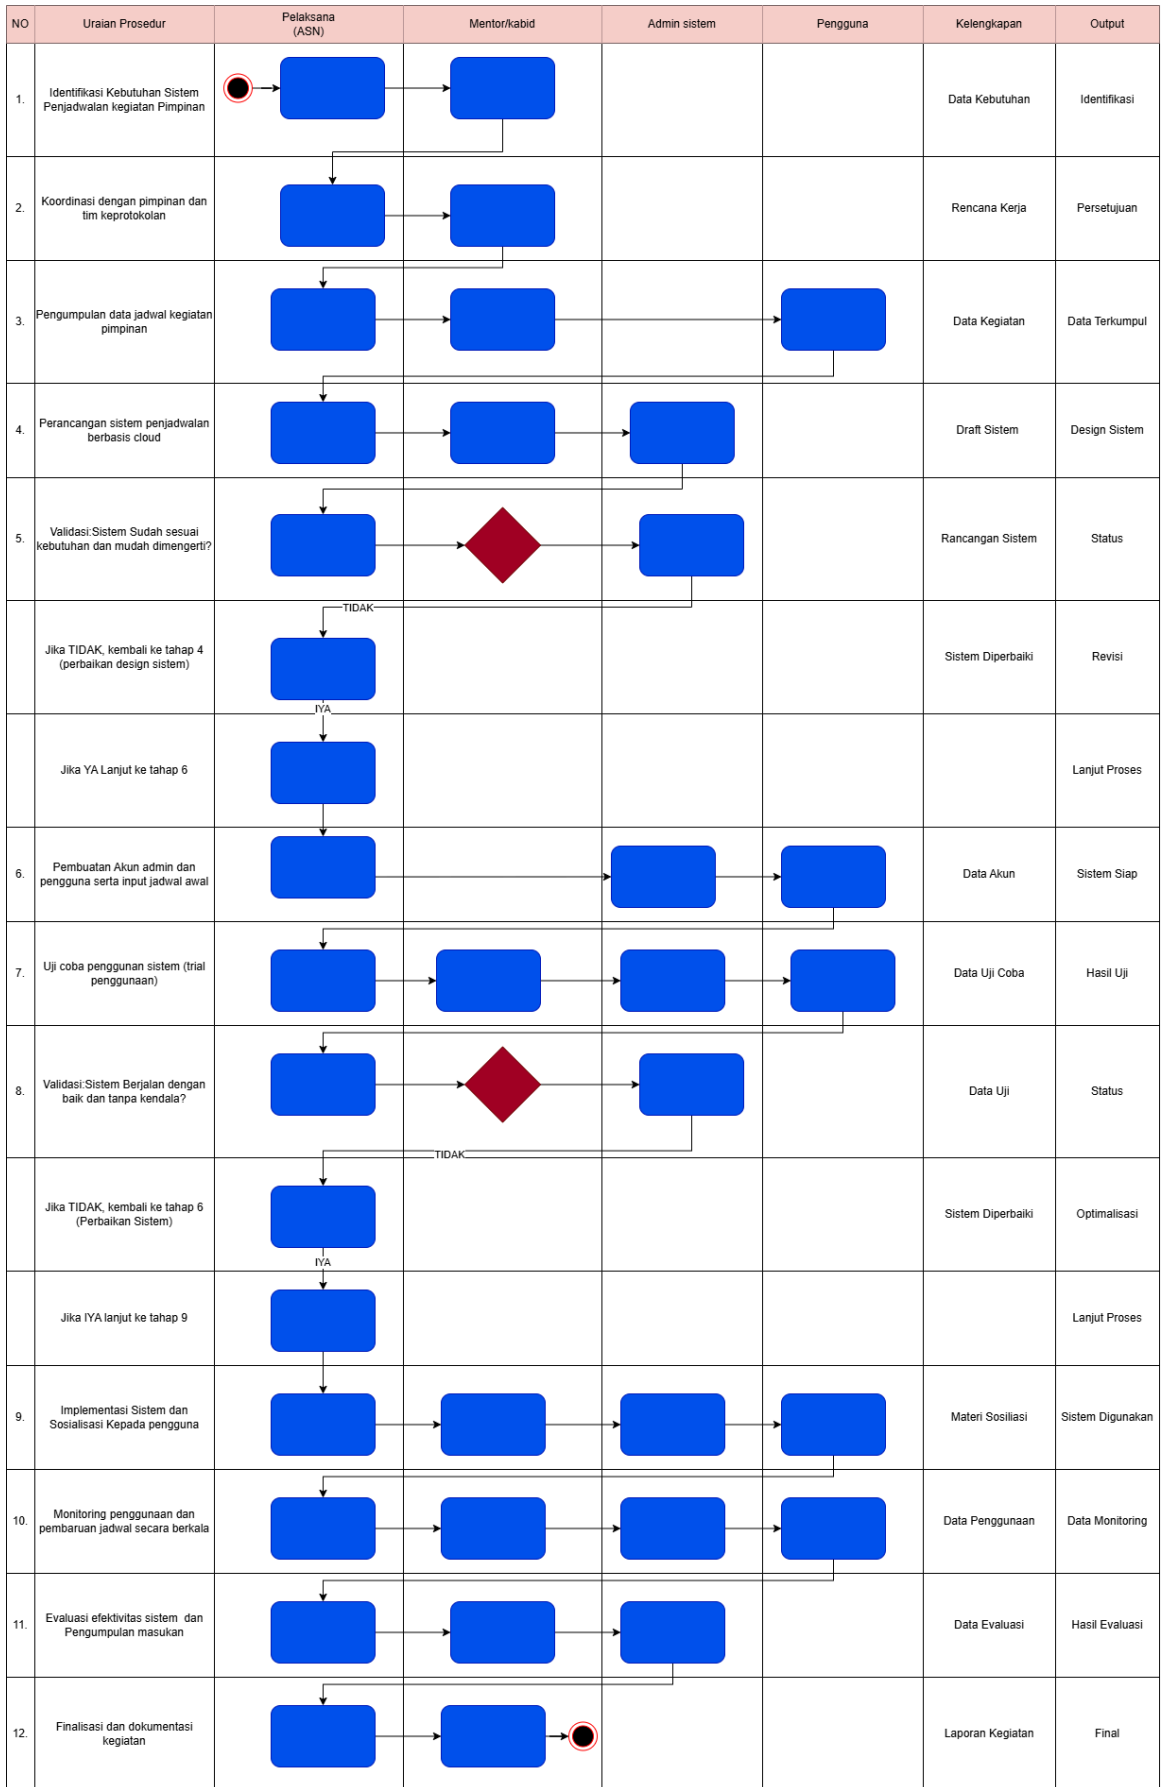 NO
Uraian Prosedur
Pelaksana
(ASN)
Mentor/kabid
Admin sistem
Pengguna
Kelengkapan
Output
1.
Identifikasi Kebutuhan Sistem
Penjadwalan kegiatan Pimpinan
Data Kebutuhan
Identifikasi
2.
Koordinasi dengan pimpinan dan
tim keprotokolan
Rencana Kerja
Persetujuan
3.
Pengumpulan data jadwal kegiatan
pimpinan
Data Kegiatan
Data Terkumpul
4.
Perancangan sistem penjadwalan
berbasis cloud
Draft Sistem
Design Sistem
5.
Validasi:Sistem Sudah sesuai
kebutuhan dan mudah dimengerti?
Rancangan Sistem
Status
TIDAK
Jika TIDAK, kembali ke tahap 4
(perbaikan design sistem)
Sistem Diperbaiki
Revisi
IYA
Jika YA Lanjut ke tahap 6
Lanjut Proses
6.
Pembuatan Akun admin dan
pengguna serta input jadwal awal
Data Akun
Sistem Siap
7.
Uji coba penggunan sistem (trial
penggunaan)
Data Uji Coba
Hasil Uji
8.
Validasi:Sistem Berjalan dengan
baik dan tanpa kendala?
Data Uji
Status
TIDAK
Jika TIDAK, kembali ke tahap 6
(Perbaikan Sistem)
Sistem Diperbaiki
Optimalisasi
IYA
Jika IYA lanjut ke tahap 9
Lanjut Proses
9.
Implementasi Sistem dan
Sosialisasi Kepada pengguna
Materi Sosiliasi
Sistem Digunakan
10.
Monitoring penggunaan dan
pembaruan jadwal secara berkala
Data Penggunaan
Data Monitoring
11.
Evaluasi efektivitas sistem dan
Pengumpulan masukan
Data Evaluasi
Hasil Evaluasi
12.
Finalisasi dan dokumentasi
kegiatan
Laporan Kegiatan
Final